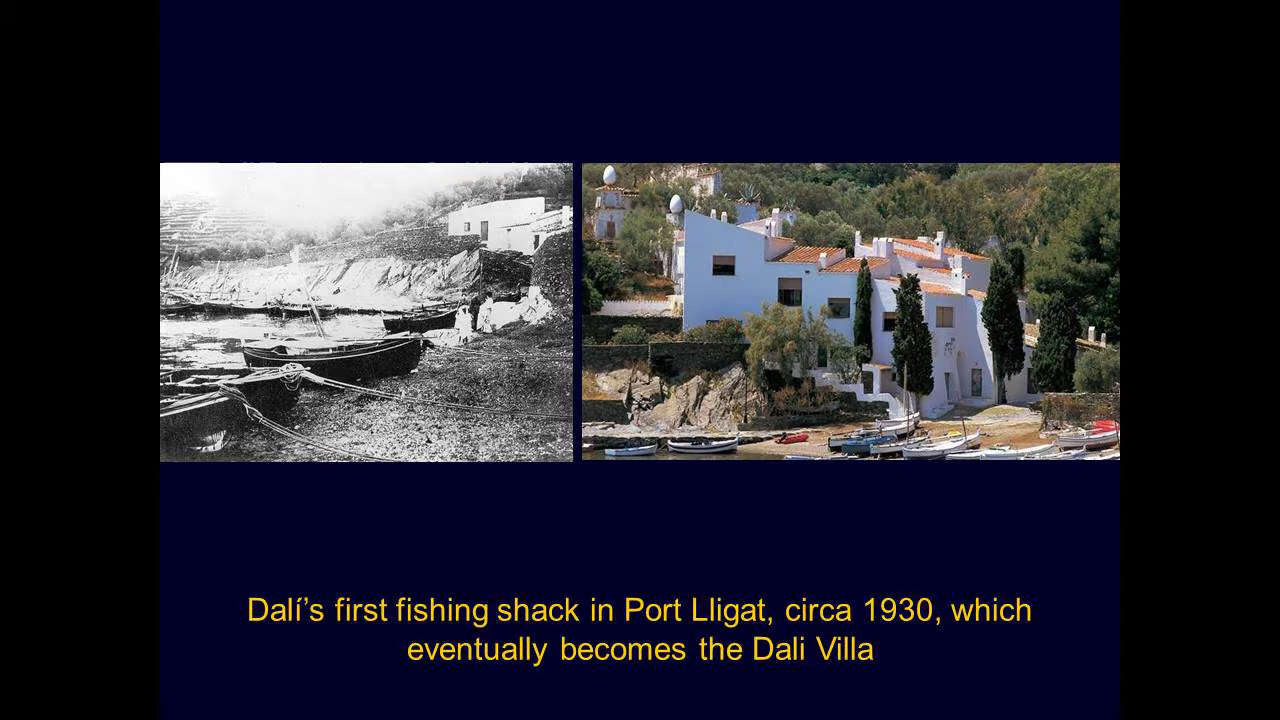 Dalí’s first fishing shack in Port Lligat, circa 1930, which
eventually becomes the Dali Villa